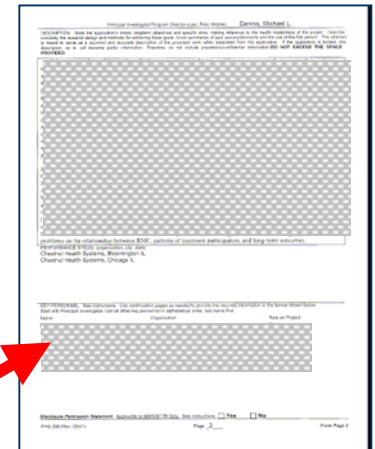 Principal Investigator/Program Director (Last, First, Middle): Dennis, Michael L.
DESCRIPTION. State the application's broad, long-term objectives and specific aims, making reference to the health relatedness of the project. Describe
concisely the research design and methods for achieving these goals. Avoid summaries of past accomplishments and the use of the first person. This abstract
is meant to serve as a succinct and accurate description of the proposed work when separated from the application. If the application is funded, this
description, as is, will become public information. Therefore, do not include proprietary/confidential information. DO NOT EXCEED THE SPACE
PROVIDED.
problems on the relationship between patterns of treatment participation, and long-term outcomes.
PERFORMANCE SITE(S) (organization, city, state)
Chestnut Health Systems, Bloomington IL
Chestnut Health Systems, Chicago IL
KEY PERSONNEL. See instructions. Use continuation pages as needed to provide the required information in the format shown below.
Start with Principal Investigator. List all other key personnel in alphabetical order, last name first.
Name Organization Role on Project
Disclosure Permission Statement. Applicable to SBIR/STTR Only. See instructions. Yes No
PHS 398 (Rev. 05/01) Page 2 Form Page 2